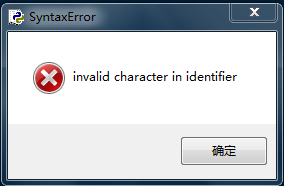 SyntaxError
invalid character in identifier
确定